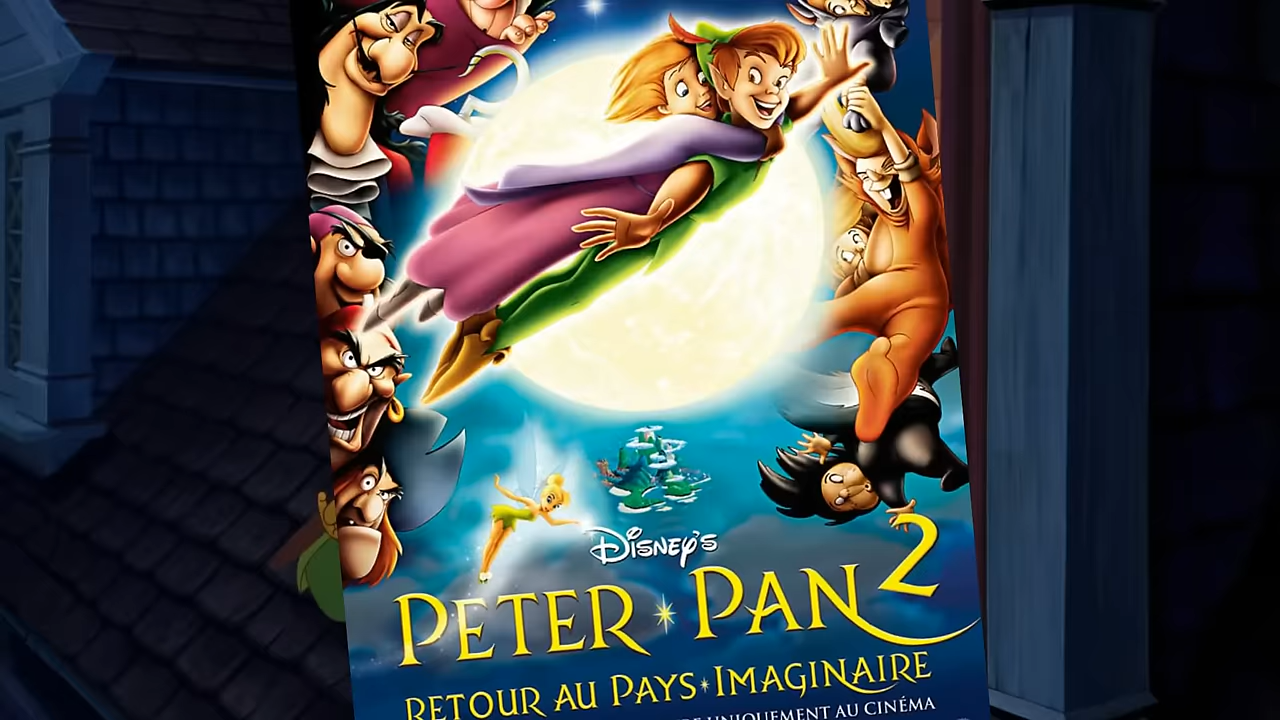 DISNEY'S
PETER PAN 2
RETOUR AU PAYS IMAGINAIRE
UNIQUEMENT AU CINÉMA